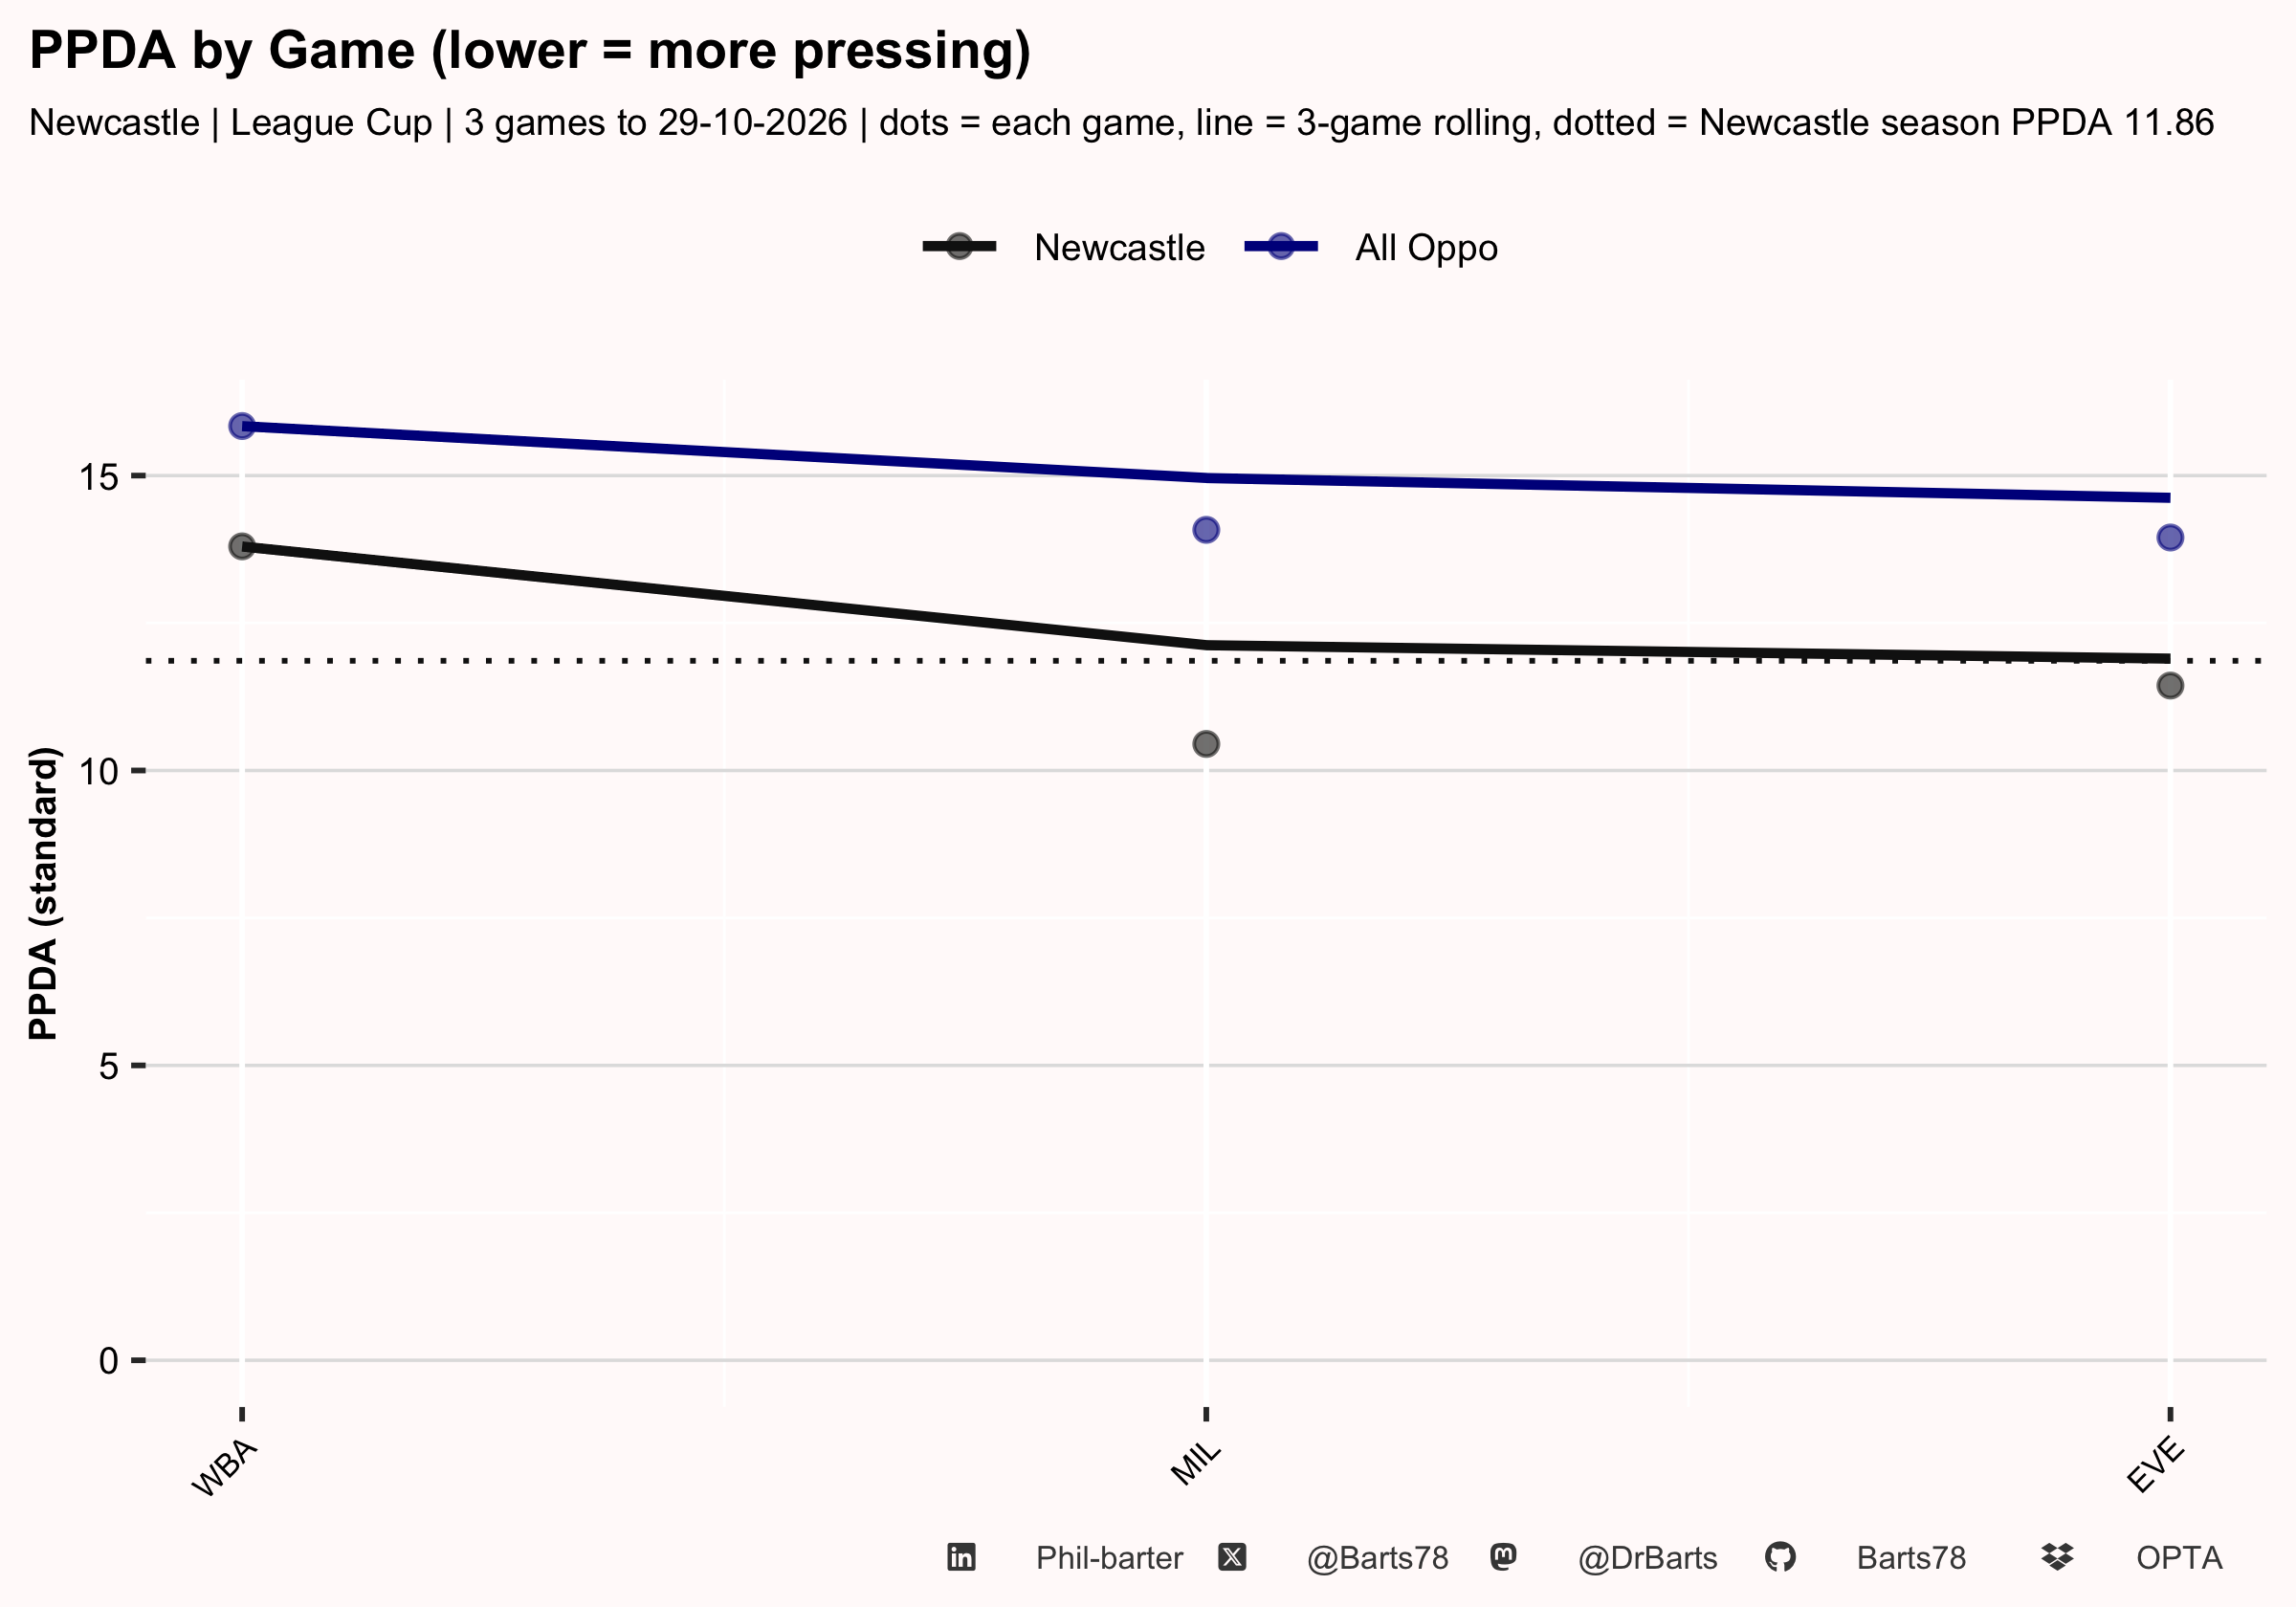 PPDA by Game (lower = more pressing)
Newcastle | League Cup | 3 games to 29-10-2026 | dots = each game, line = 3-game rolling, dotted = Newcastle season PPDA 11.86
Newcastle All Oppo
PPDA (standard)
15
10
5
0
WBA MIL EVE
Phil-barter @Barts78 @DrBarts Barts78 OPTA